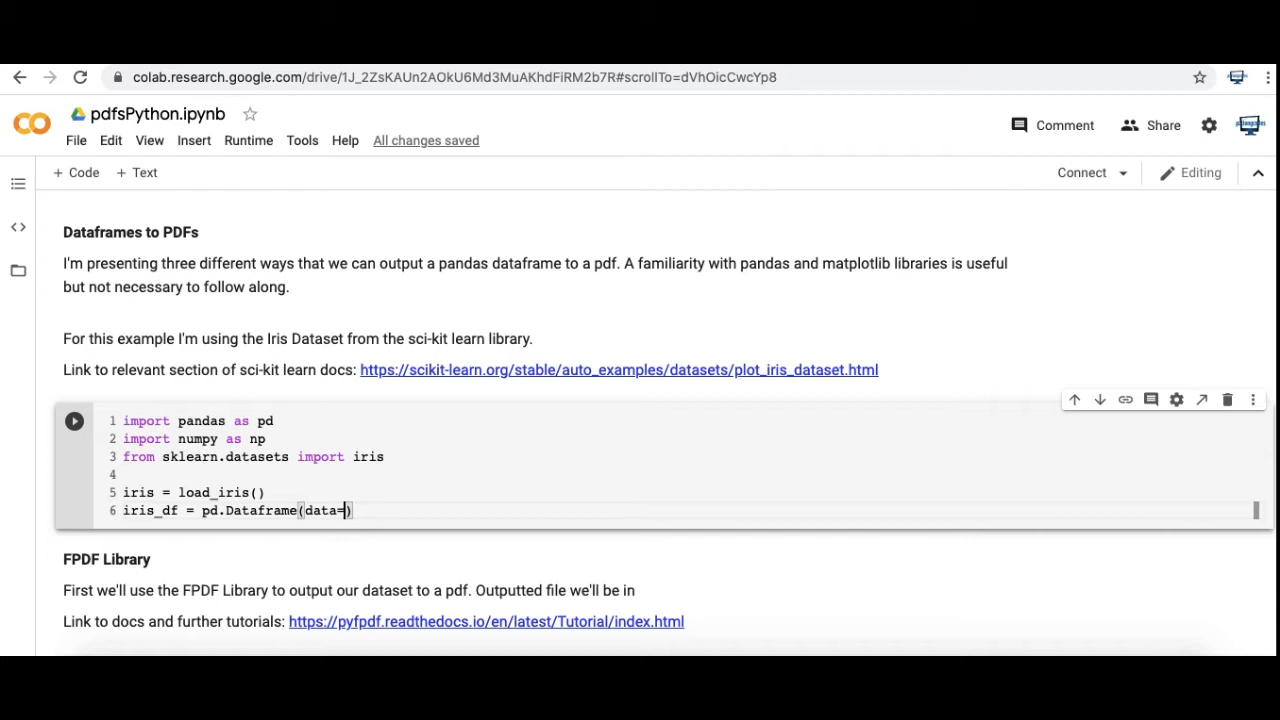 colab.research.google.com/drive/1J_2ZsKAUn2AOkU6Md3MuAKhdFiRM2b7R#scrollTo=dVhOicCwcYp8
pdfsPython.ipynb
Comment Share
File Edit View Insert Runtime Tools Help All changes saved
+ Code + Text Connect Editing
Dataframes to PDFs
I'm presenting three different ways that we can output a pandas dataframe to a pdf. A familiarity with pandas and matplotlib libraries is useful
but not necessary to follow along.
For this example I'm using the Iris Dataset from the sci-kit learn library.
Link to relevant section of sci-kit learn docs: https://scikit-learn.org/stable/auto_examples/datasets/plot_iris_dataset.html
1 import pandas as pd
2 import numpy as np
3 from sklearn.datasets import iris
4
5 iris = load_iris()
6 iris_df = pd.Dataframe(data=)
FPDF Library
First we'll use the FPDF Library to output our dataset to a pdf. Outputted file we'll be in
Link to docs and further tutorials: https://pyfpdf.readthedocs.io/en/latest/Tutorial/index.html